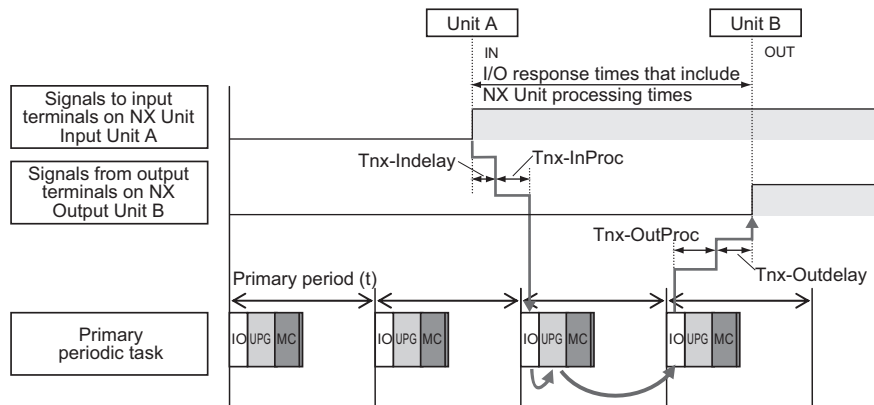 Unit A
Unit B
IN
OUT
I/O response times that include
NX Unit processing times
Signals to input
terminals on NX Unit
Input Unit A
Tnx-Indelay
Tnx-InProc
Signals from output
terminals on NX
Output Unit B
Tnx-OutProc
Tnx-Outdelay
Primary period (t)
Primary
periodic task
IO UPG MC
IO UPG MC
IO UPG MC
IO UPG MC